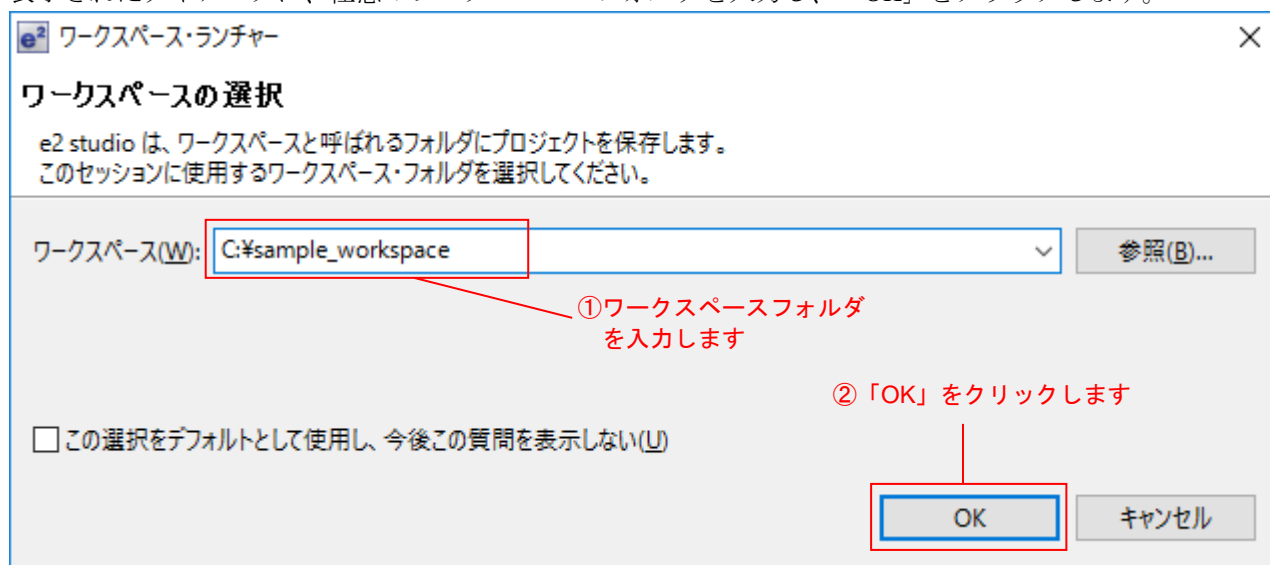 e² ワークスペース・ランチャー
ワークスペースの選択
e2 studio は、ワークスペースと呼ばれるフォルダにプロジェクトを保存します。
このセッションに使用するワークスペース・フォルダを選択してください。
ワークスペース(W): C:¥sample_workspace 参照(B)...
①ワークスペースフォルダ
を入力します
②「OK」をクリックします
この選択をデフォルトとして使用し、今後この質問を表示しない(U)
OK キャンセル